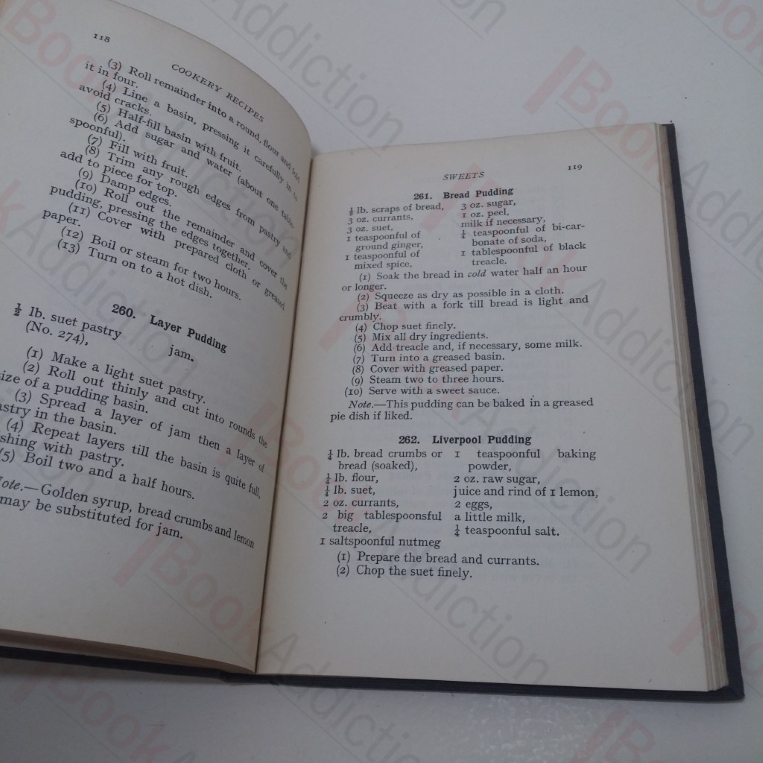 118
COOKERY RECIPES
(3) Roll remainder into a round, flour and fold
it in four.
(4) Line a basin, pressing it carefully in to
avoid cracks.
(5) Half-fill basin with fruit.
(6) Add sugar and water (about one table-
spoonful).
(7) Fill with fruit.
(8) Trim any rough edges from pastry and
add to piece for top.
(9) Damp edges.
(10) Roll out the remainder and cover the
pudding, pressing the edges together.
(11) Cover with prepared cloth or greased
paper.
(12) Boil or steam for two hours.
(13) Turn on to a hot dish.
260. Layer Pudding
½ lb. suet pastry jam.
(No. 274),
(1) Make a light suet pastry.
(2) Roll out thinly and cut into rounds the
ize of a pudding basin.
(3) Spread a layer of jam then a layer of
astry in the basin.
(4) Repeat layers till the basin is quite full,
shing with pastry.
(5) Boil two and a half hours.
ote.—Golden syrup, bread crumbs and lemon
may be substituted for jam.
SWEETS 119
261. Bread Pudding
½ lb. scraps of bread, 3 oz. sugar,
3 oz. currants, 1 oz. peel,
3 oz. suet, milk if necessary,
1 teaspoonful of ¼ teaspoonful of bi-car-
ground ginger, bonate of soda,
1 teaspoonful of 1 tablespoonful of black
mixed spice, treacle.
(1) Soak the bread in cold water half an hour
or longer.
(2) Squeeze as dry as possible in a cloth.
(3) Beat with a fork till bread is light and
crumbly.
(4) Chop suet finely.
(5) Mix all dry ingredients.
(6) Add treacle and, if necessary, some milk.
(7) Turn into a greased basin.
(8) Cover with greased paper.
(9) Steam two to three hours.
(10) Serve with a sweet sauce.
Note.—This pudding can be baked in a greased
pie dish if liked.
262. Liverpool Pudding
¼ lb. bread crumbs or 1 teaspoonful baking
bread (soaked), powder,
¼ lb. flour, 2 oz. raw sugar,
¼ lb. suet, juice and rind of 1 lemon,
2 oz. currants, 2 eggs,
2 big tablespoonsful a little milk,
treacle, ¼ teaspoonful salt.
1 saltspoonful nutmeg
(1) Prepare the bread and currants.
(2) Chop the suet finely.
BookAddiction